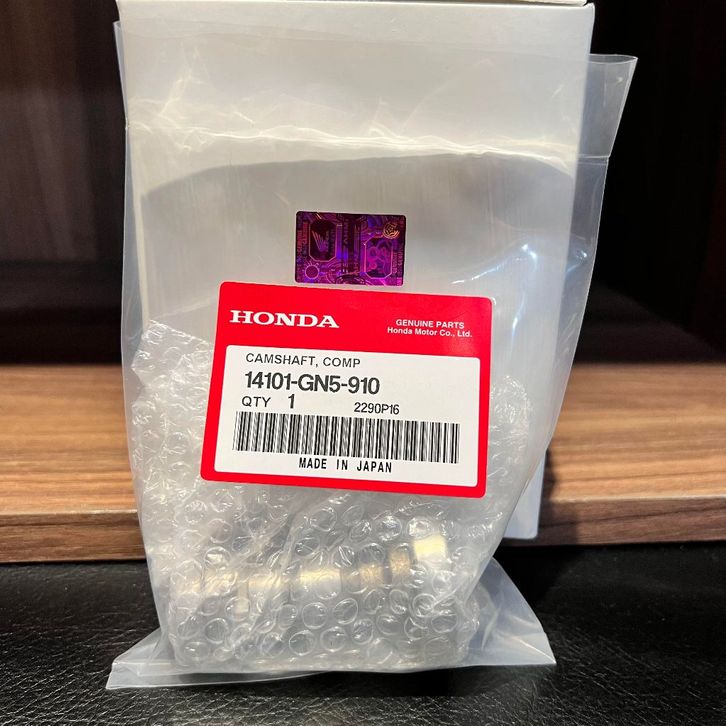 HONDA
GENUINE PARTS
Honda Motor Co., Ltd.
CAMSHAFT, COMP
14101-GN5-910
QTY 1 2290P16
MADE IN JAPAN